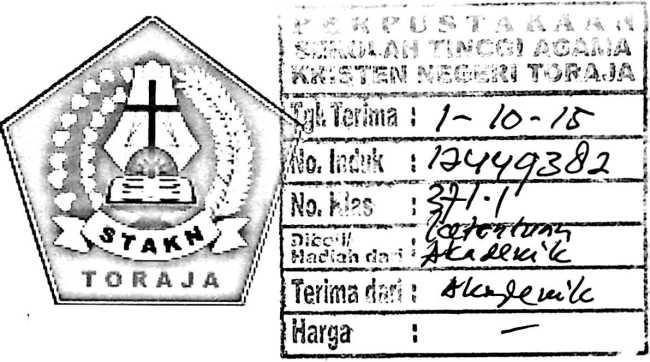 STAKN
TORAJA
PERPUSTAKAAN
SEKOLAH TINGGI AGAMA
KRISTEN NEGERI TORAJA
Tgl. Terima : 1-10-15
No. Induk : 12449382
No. Klas : 371.1
Dibeli/
Hadiah dari : Akademik
Terima dari : Akademik
Harga : —